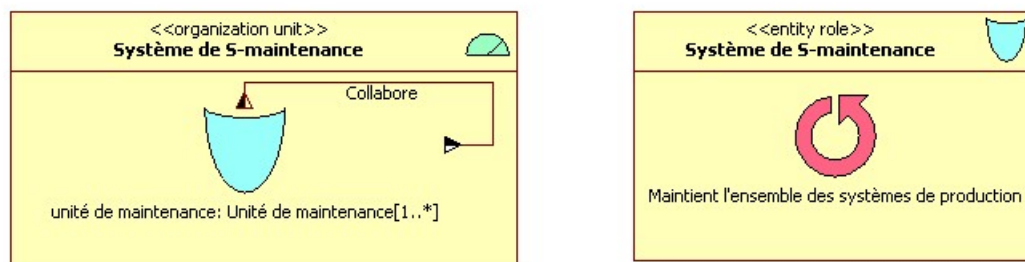 <<organization unit>>
Système de S-maintenance
Collabore
unité de maintenance: Unité de maintenance[1..*]
<<entity role>>
Système de S-maintenance
Maintient l'ensemble des systèmes de production